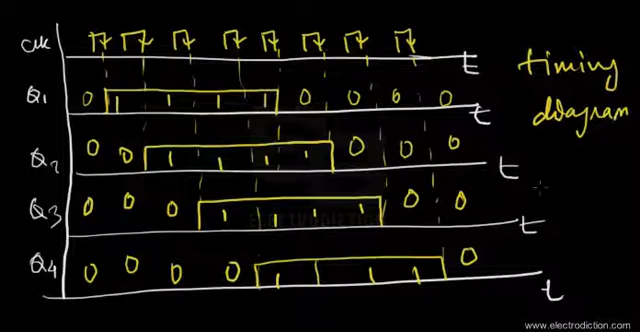 CLK t
timing
diagram
Q1 0 1 1 1 1 0 0 0 0 t
Q2 0 0 1 1 1 1 0 0 0 t
Q3 0 0 0 1 1 1 1 0 0 t
Q4 0 0 0 0 1 1 1 0 t
www.electrodiction.com